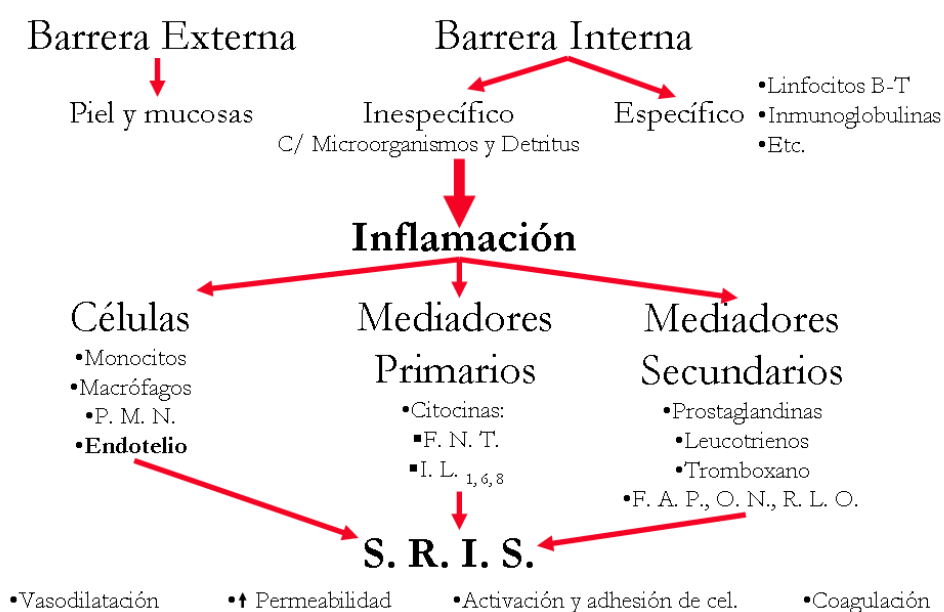 Barrera Externa
Barrera Interna
Piel y mucosas
Inespecífico
C/ Microorganismos y Detritus
Específico
•Linfocitos B-T
•Inmunoglobulinas
•Etc.
Inflamación
Células
•Monocitos
•Macrófagos
•P. M. N.
•Endotelio
Mediadores
Primarios
•Citocinas:
▪F. N. T.
▪I. L. 1, 6, 8
Mediadores
Secundarios
•Prostaglandinas
•Leucotrienos
•Tromboxano
•F. A. P., O. N., R. L. O.
S. R. I. S.
•Vasodilatación
•↑ Permeabilidad
•Activación y adhesión de cel.
•Coagulación